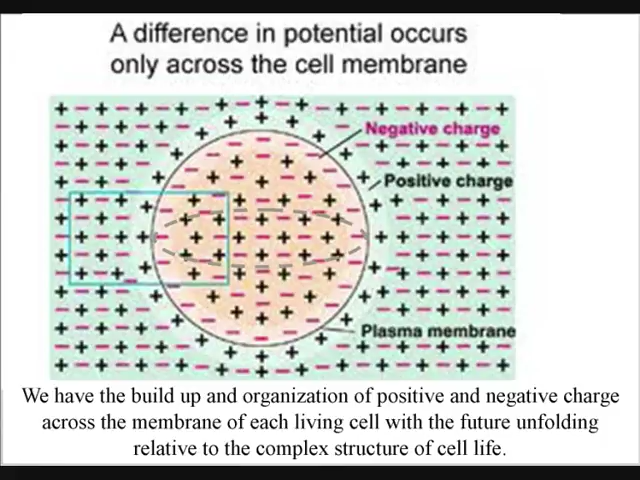 A difference in potential occurs
only across the cell membrane
Negative charge
Positive charge
Plasma membrane
We have the build up and organization of positive and negative charge
across the membrane of each living cell with the future unfolding
relative to the complex structure of cell life.